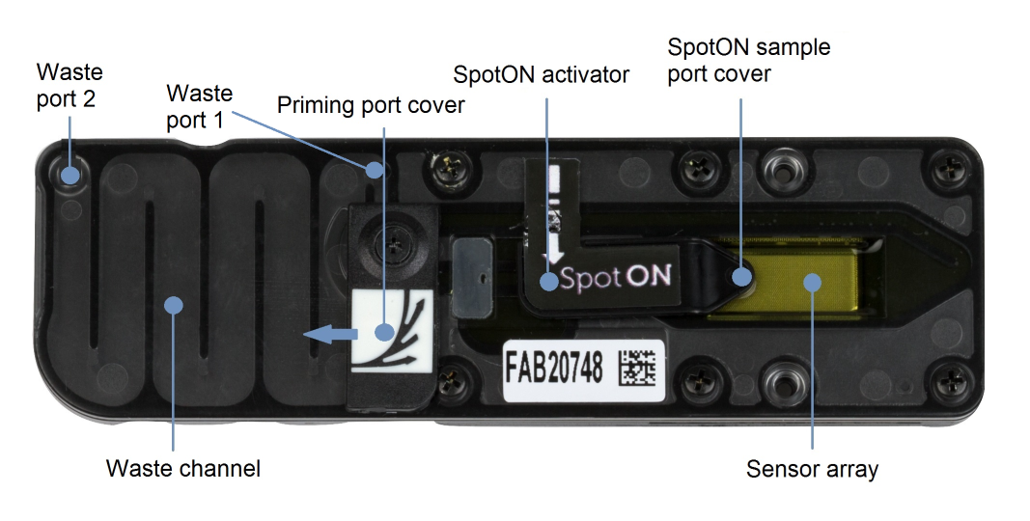 Waste
port 2
Waste
port 1
Priming port cover
SpotON activator
SpotON sample
port cover
SpotON
FAB20748
Waste channel
Sensor array